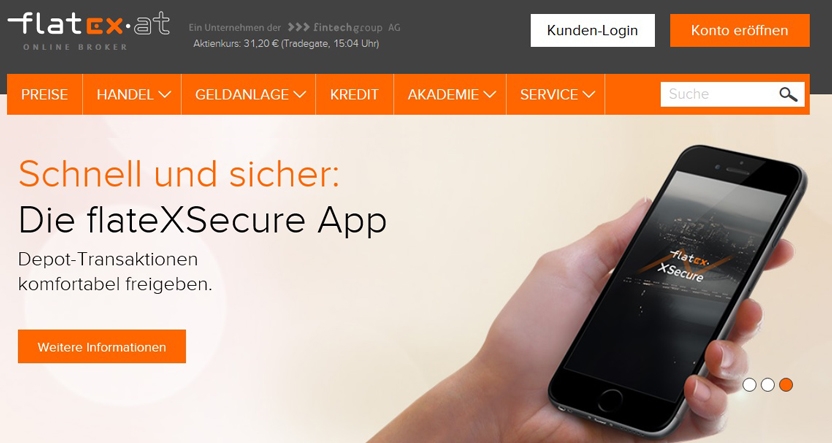 flatex.at
ONLINE BROKER
Ein Unternehmen der fintechgroup AG
Aktienkurs: 31,20 € (Tradegate, 15:04 Uhr)
Kunden-Login
Konto eröffnen
PREISE
HANDEL
GELDANLAGE
KREDIT
AKADEMIE
SERVICE
Suche
Schnell und sicher:
Die flateXSecure App
Depot-Transaktionen
komfortabel freigeben.
Weitere Informationen
flatex
XSecure